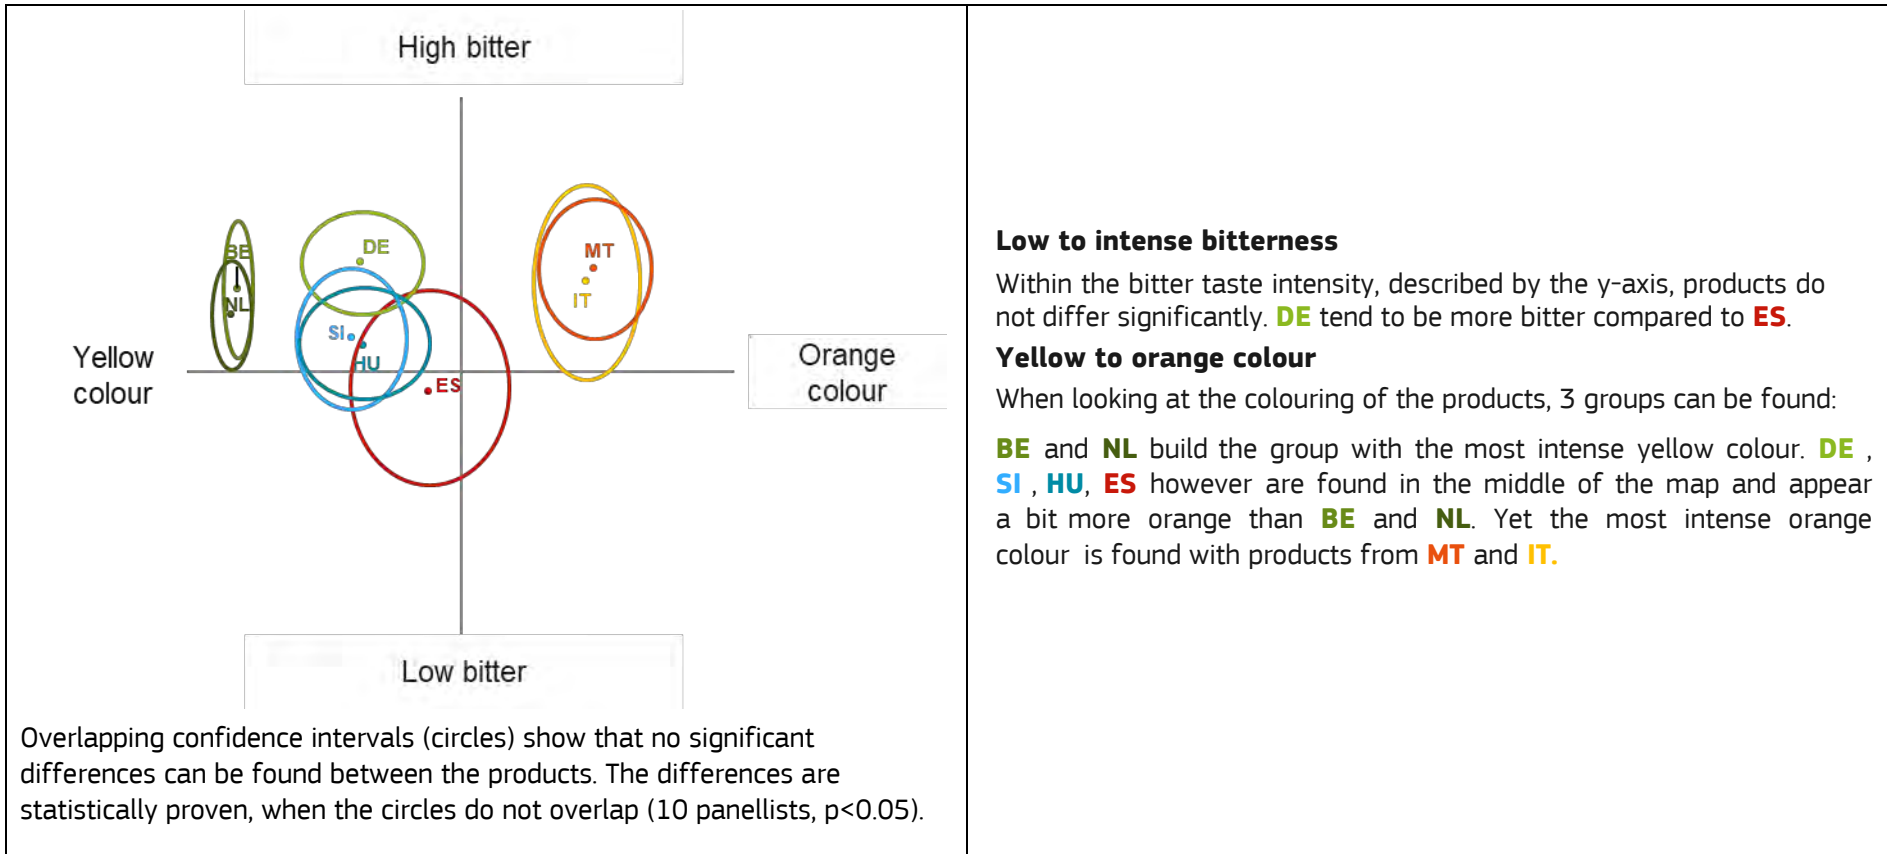 High bitter
BE
NL
DE
SI
HU
ES
MT
IT
Yellow
colour
Orange
colour
Low bitter
Overlapping confidence intervals (circles) show that no significant
differences can be found between the products. The differences are
statistically proven, when the circles do not overlap (10 panellists, p<0.05).
Low to intense bitterness
Within the bitter taste intensity, described by the y-axis, products do
not differ significantly. DE tend to be more bitter compared to ES.
Yellow to orange colour
When looking at the colouring of the products, 3 groups can be found:
BE and NL build the group with the most intense yellow colour. DE ,
SI , HU, ES however are found in the middle of the map and appear
a bit more orange than BE and NL. Yet the most intense orange
colour is found with products from MT and IT.